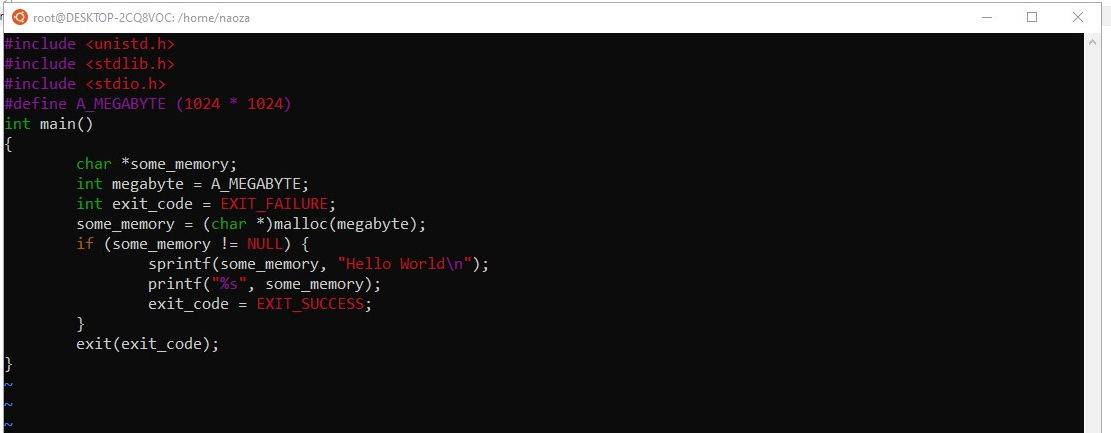 root@DESKTOP-2CQ8VOC: /home/naoza
#include <unistd.h>
#include <stdlib.h>
#include <stdio.h>
#define A_MEGABYTE (1024 * 1024)
int main()
{
        char *some_memory;
        int megabyte = A_MEGABYTE;
        int exit_code = EXIT_FAILURE;
        some_memory = (char *)malloc(megabyte);
        if (some_memory != NULL) {
                sprintf(some_memory, "Hello World\n");
                printf("%s", some_memory);
                exit_code = EXIT_SUCCESS;
        }
        exit(exit_code);
}
~
~
~